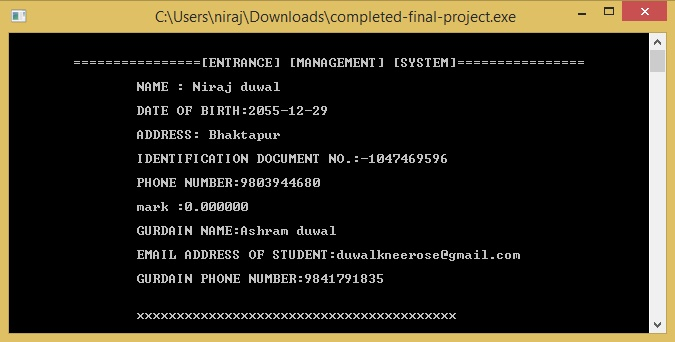 C:\Users\niraj\Downloads\completed-final-project.exe
================[ENTRANCE] [MANAGEMENT] [SYSTEM]================
NAME : Niraj duwal
DATE OF BIRTH:2055-12-29
ADDRESS: Bhaktapur
IDENTIFICATION DOCUMENT NO.:-1047469596
PHONE NUMBER:9803944680
mark :0.000000
GURDAIN NAME:Ashram duwal
EMAIL ADDRESS OF STUDENT:duwalkneerose@gmail.com
GURDAIN PHONE NUMBER:9841791835
xxxxxxxxxxxxxxxxxxxxxxxxxxxxxxxxxxxxxxxx